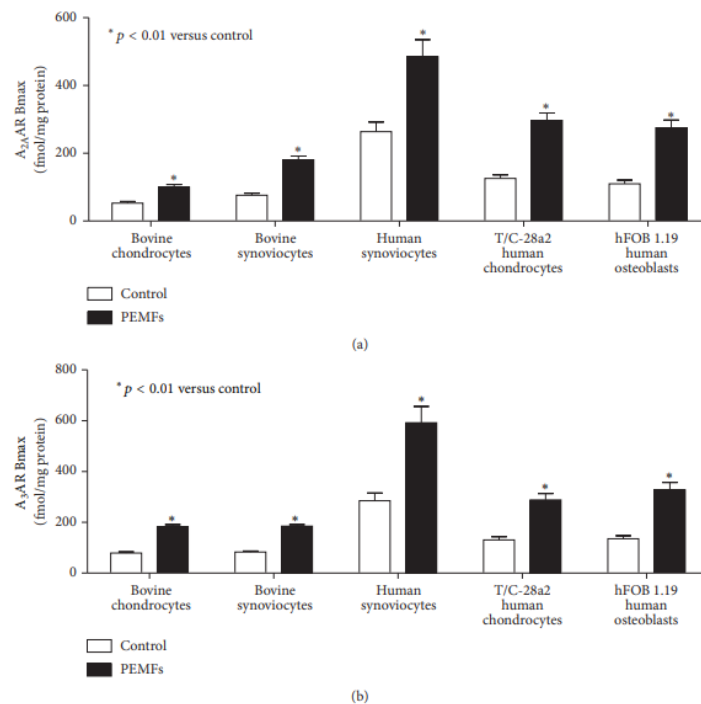 * p < 0.01 versus control
A2AAR Bmax
(fmol/mg protein)
600
400
200
0
Bovine
chondrocytes
Bovine
synoviocytes
Human
synoviocytes
T/C-28a2
human
chondrocytes
hFOB 1.19
human
osteoblasts
* * * * *
Control
PEMFs
(a)
* p < 0.01 versus control
A3AR Bmax
(fmol/mg protein)
800
600
400
200
0
Bovine
chondrocytes
Bovine
synoviocytes
Human
synoviocytes
T/C-28a2
human
chondrocytes
hFOB 1.19
human
osteoblasts
* * * * *
Control
PEMFs
(b)